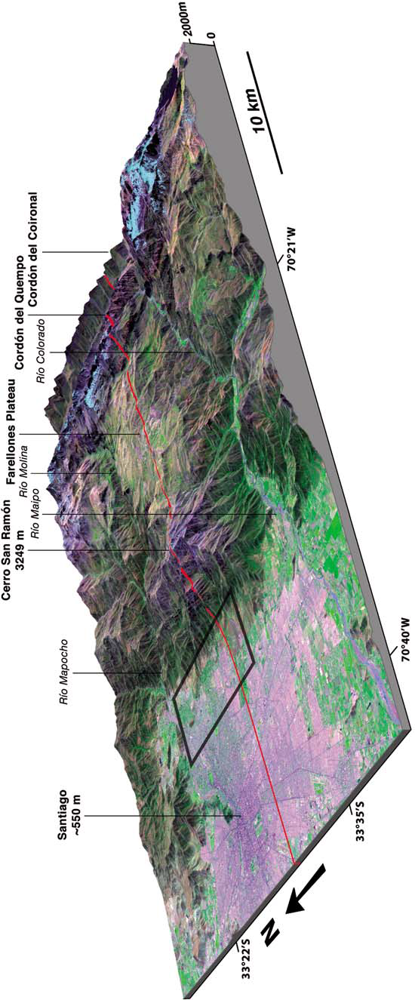 Santiago
~550 m
Río Mapocho
Cerro San Ramón
3249 m
Río Maipo
Río Molina
Farellones Plateau
Río Colorado
Cordón del Quempo
Cordón del Coironal
2000m
0
10 km
70°21'W
70°40'W
33°35'S
33°22'S
N